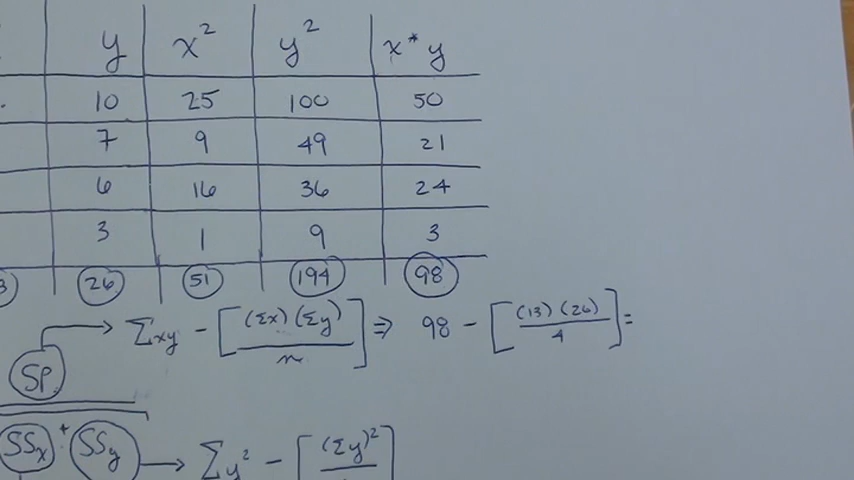 y x² y² x*y
10 25 100 50
7 9 49 21
6 16 36 24
3 1 9 3
3 26 51 194 98
SP → Σxy - [(Σx)(Σy)/n] ⇒ 98 - [(13)(26)/4] =
SSx * SSy → Σy² - [(Σy)²